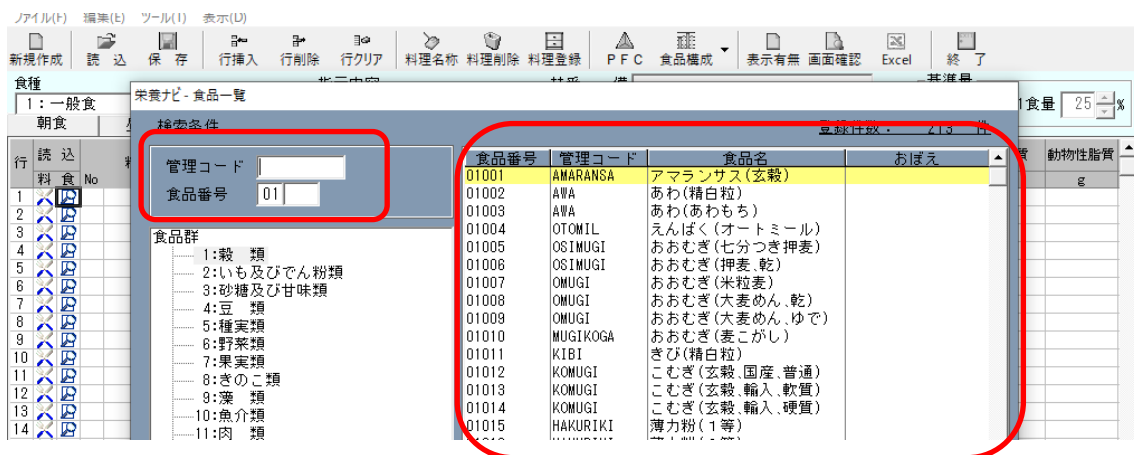 ファイル(F) 編集(E) ツール(T) 表示(D)
新規作成 読 込 保 存 行挿入 行削除 行クリア 料理名称 料理削除 料理登録 P F C 食品構成 表示有無 画面確認 Excel 終 了
食種
基準量
1：一般食
1食量 25 %
朝食
栄養ナビ - 食品一覧
検索条件
登録件数： 213 件
行 読 込
料 食 No
動物性脂質
g
管理コード
食品番号 01
食品群
1:穀 類
2:いも及びでん粉類
3:砂糖及び甘味類
4:豆 類
5:種実類
6:野菜類
7:果実類
8:きのこ類
9:藻 類
10:魚介類
11:肉 類
食品番号 管理コード 食品名 おぼえ
01001 AMARANSA アマランサス(玄穀)
01002 AWA あわ(精白粒)
01003 AWA あわ(あわもち)
01004 OTOMIL えんばく(オートミール)
01005 OSIMUGI おおむぎ(七分つき押麦)
01006 OSIMUGI おおむぎ(押麦､乾)
01007 OMUGI おおむぎ(米粒麦)
01008 OMUGI おおむぎ(大麦めん､乾)
01009 OMUGI おおむぎ(大麦めん､ゆで)
01010 MUGIKOGA おおむぎ(麦こがし)
01011 KIBI きび(精白粒)
01012 KOMUGI こむぎ(玄穀､国産､普通)
01013 KOMUGI こむぎ(玄穀､輸入､軟質)
01014 KOMUGI こむぎ(玄穀､輸入､硬質)
01015 HAKURIKI 薄力粉(１等)
1
2
3
4
5
6
7
8
9
10
11
12
13
14